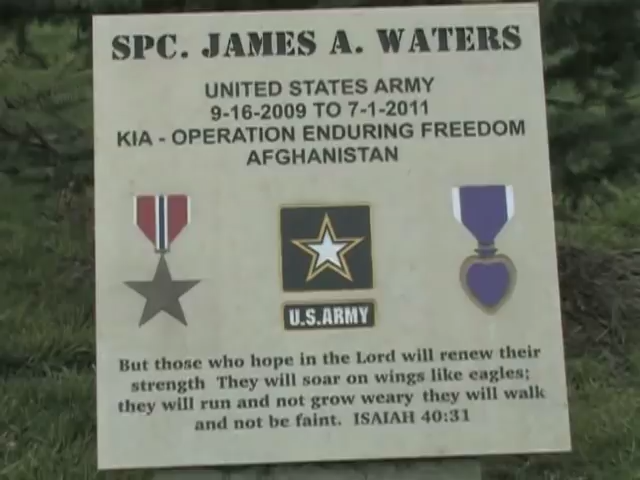 SPC. JAMES A. WATERS
UNITED STATES ARMY
9-16-2009 TO 7-1-2011
KIA - OPERATION ENDURING FREEDOM
AFGHANISTAN
U.S.ARMY
But those who hope in the Lord will renew their
strength They will soar on wings like eagles;
they will run and not grow weary they will walk
and not be faint. ISAIAH 40:31